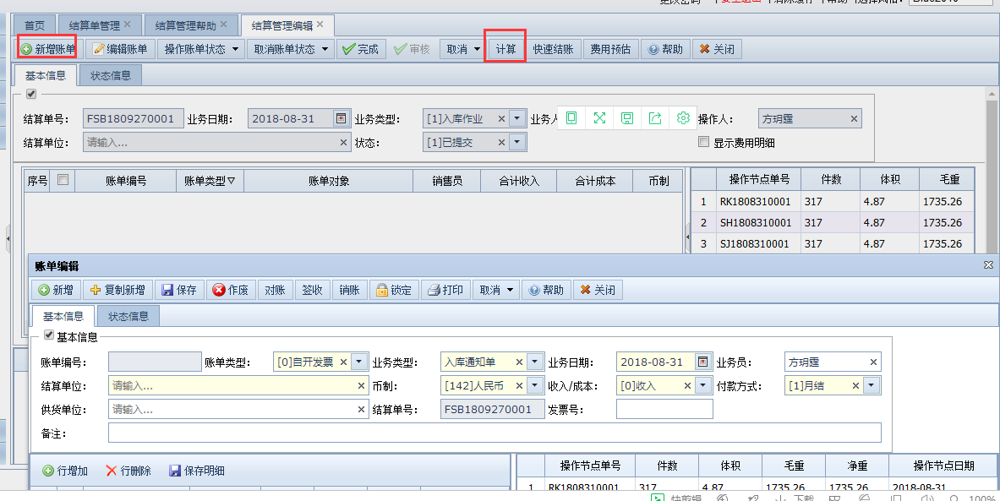 更改密码 安全退出 清除缓存 帮助 选择风格:
首页 结算单管理 结算管理帮助 结算管理编辑
新增账单 编辑账单 操作账单状态 取消账单状态 完成 审核 取消 计算 快速结账 费用预估 帮助 关闭
基本信息 状态信息
结算单号: FSB1809270001 业务日期: 2018-08-31 业务类型: [1]入库作业 业务人 操作人: 方玥霆
结算单位: 请输入... 状态: [1]已提交 显示费用明细
序号 账单编号 账单类型▽ 账单对象 销售员 合计收入 合计成本 币制
操作节点单号 件数 体积 毛重
1 RK1808310001 317 4.87 1735.26
2 SH1808310001 317 4.87 1735.26
3 SJ1808310001 317 4.87 1735.26
账单编辑
新增 复制新增 保存 作废 对账 签收 销账 锁定 打印 取消 帮助 关闭
基本信息 状态信息
基本信息
账单编号: 账单类型: [0]自开发票 业务类型: 入库通知单 业务日期: 2018-08-31 业务员: 方玥霆
结算单位: 请输入... 币制: [142]人民币 收入/成本: [0]收入 付款方式: [1]月结
供货单位: 请输入... 结算单号: FSB1809270001 发票号:
备注:
行增加 行删除 保存明细
操作节点单号 件数 体积 毛重 净重 操作节点日期
1 RK1808310001 317 4.87 1735.26 1735.26 2018-08-31
快剪辑 下载 100%